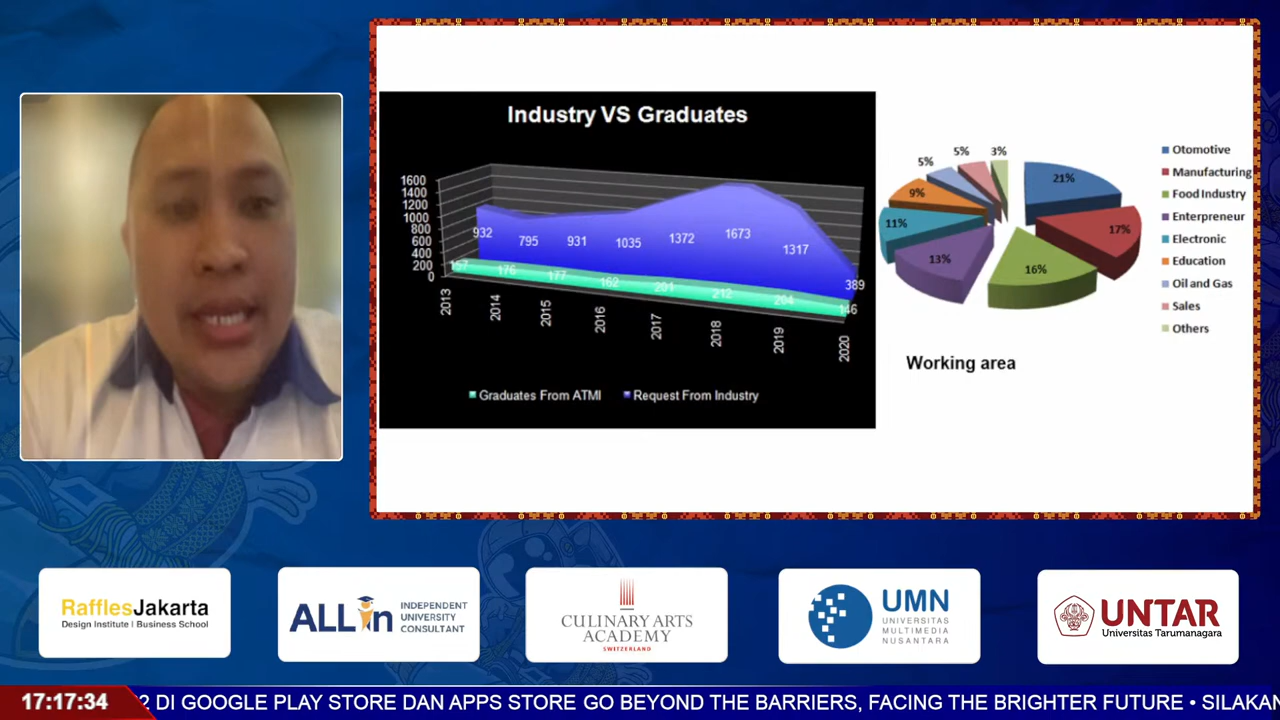 Industry VS Graduates
1600
1400
1200
1000
800
600
400
200
0
932
795
931
1035
1372
1673
1317
389
157
176
177
162
201
212
204
146
2013
2014
2015
2016
2017
2018
2019
2020
Graduates From ATMI
Request From Industry
21%
17%
16%
13%
11%
9%
5%
5%
3%
Otomotive
Manufacturing
Food Industry
Enterpreneur
Electronic
Education
Oil and Gas
Sales
Others
Working area
RafflesJakarta
Design Institute | Business School
ALL in
INDEPENDENT
UNIVERSITY
CONSULTANT
CULINARY ARTS
ACADEMY
SWITZERLAND
UMN
UNIVERSITAS
MULTIMEDIA
NUSANTARA
UNTAR
Universitas Tarumanagara
17:17:34
2 DI GOOGLE PLAY STORE DAN APPS STORE GO BEYOND THE BARRIERS, FACING THE BRIGHTER FUTURE • SILAKAN